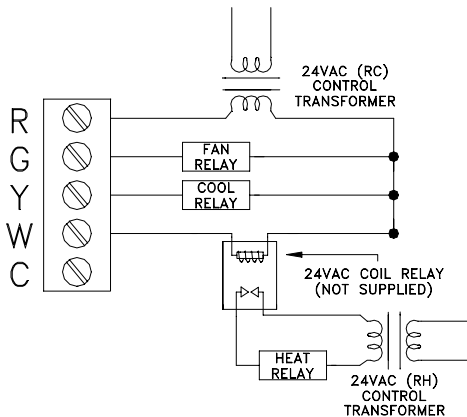 24VAC (RC)
CONTROL
TRANSFORMER
R
G
Y
W
C
FAN
RELAY
COOL
RELAY
24VAC COIL RELAY
(NOT SUPPLIED)
HEAT
RELAY
24VAC (RH)
CONTROL
TRANSFORMER